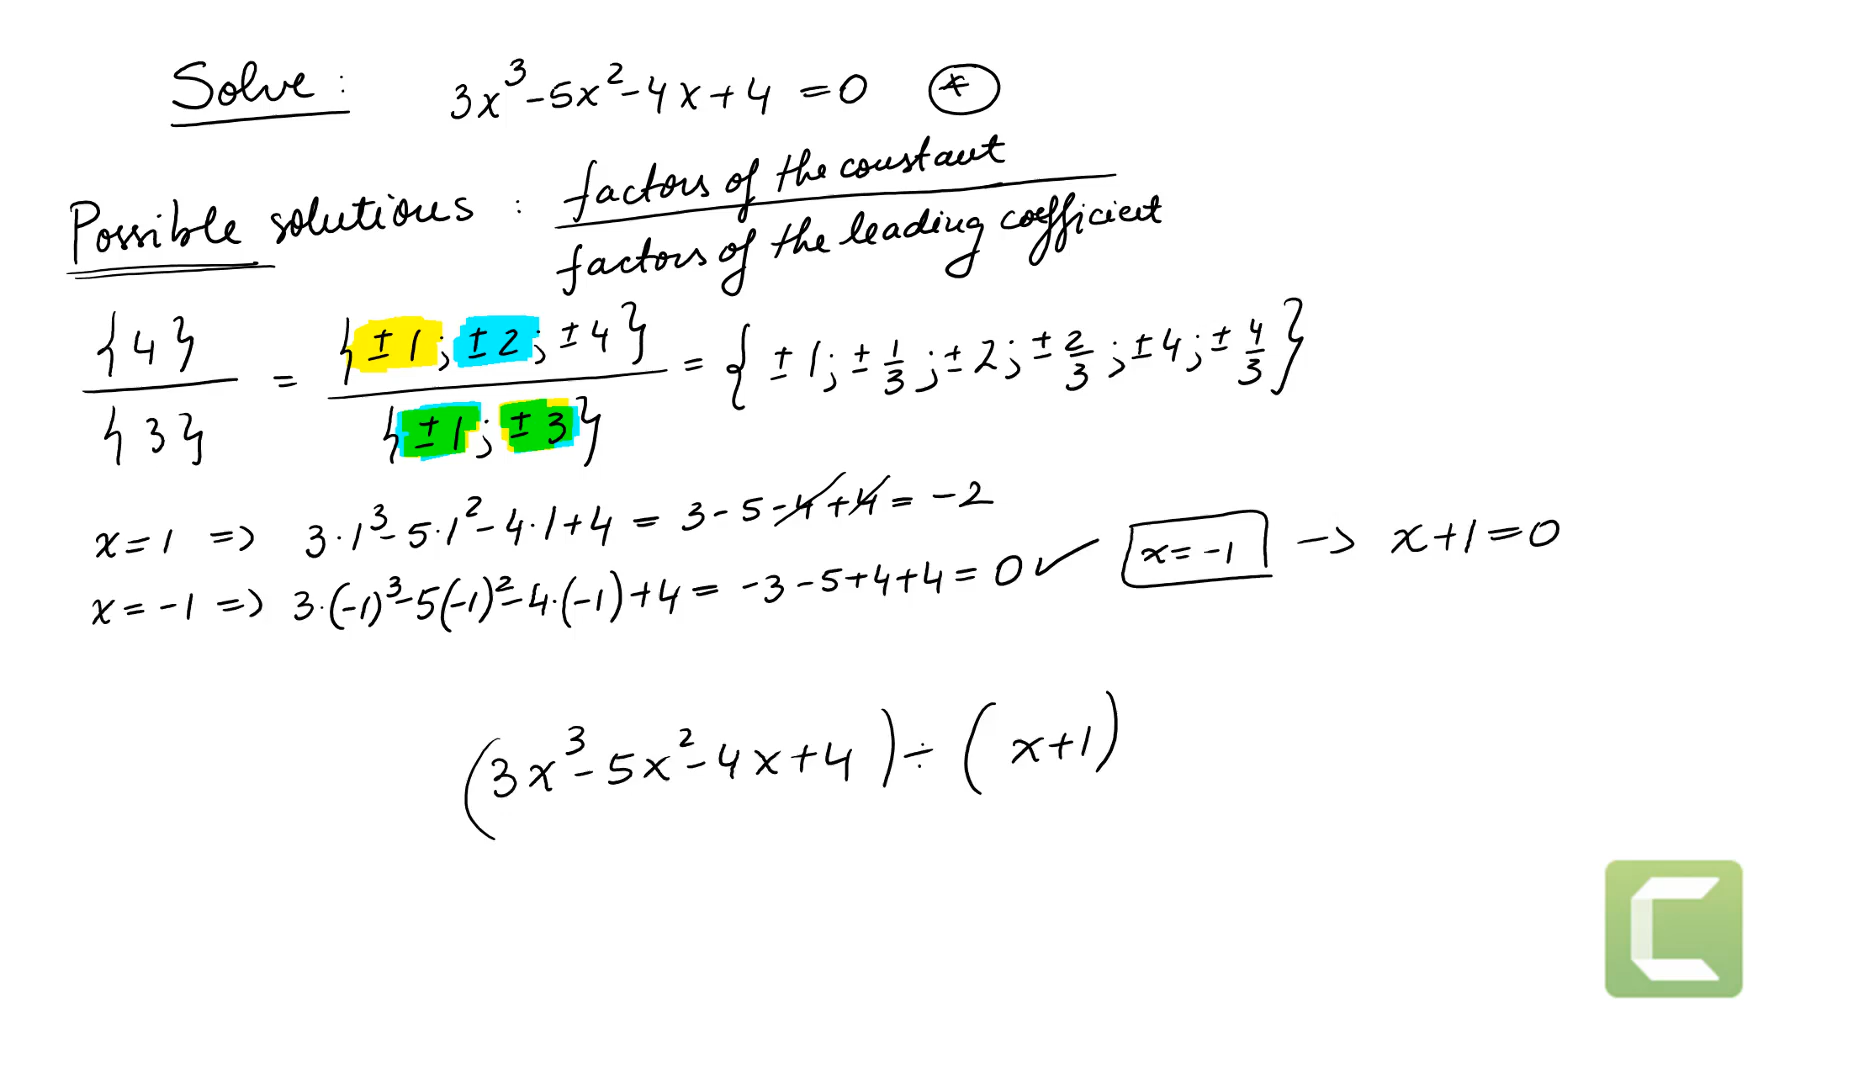 Solve: 3x³-5x²-4x+4=0 (*)
Possible solutions : factors of the constant / factors of the leading coefficient
{4}/{3} = {±1;±2;±4}/{±1;±3} = {±1;±1/3;±2;±2/3;±4;±4/3}
x=1 => 3·1³-5·1²-4·1+4 = 3-5-4+4 = -2
x=-1 => 3·(-1)³-5(-1)²-4·(-1)+4 = -3-5+4+4 = 0 ✓ x=-1 -> x+1=0
(3x³-5x²-4x+4) ÷ (x+1)